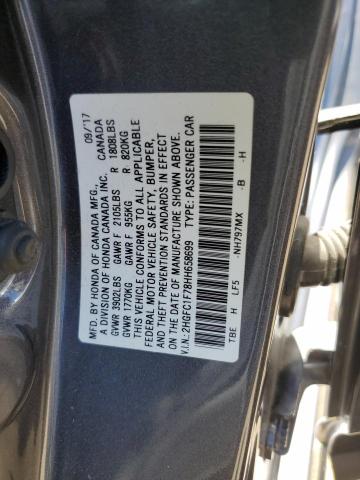 MFD. BY HONDA OF CANADA MFG., 09/'17
A DIVISION OF HONDA CANADA INC. CANADA
GVWR 3902LBS GAWR F 2105LBS R 1808LBS
GVWR 1770KG GAWR F 955KG R 820KG
THIS VEHICLE CONFORMS TO ALL APPLICABLE
FEDERAL MOTOR VEHICLE SAFETY, BUMPER,
AND THEFT PREVENTION STANDARDS IN EFFECT
ON THE DATE OF MANUFACTURE SHOWN ABOVE.
V.I.N.: 2HGFC1F78HH658699 TYPE: PASSENGER CAR
NH797MX -B -H
TBE H LF5